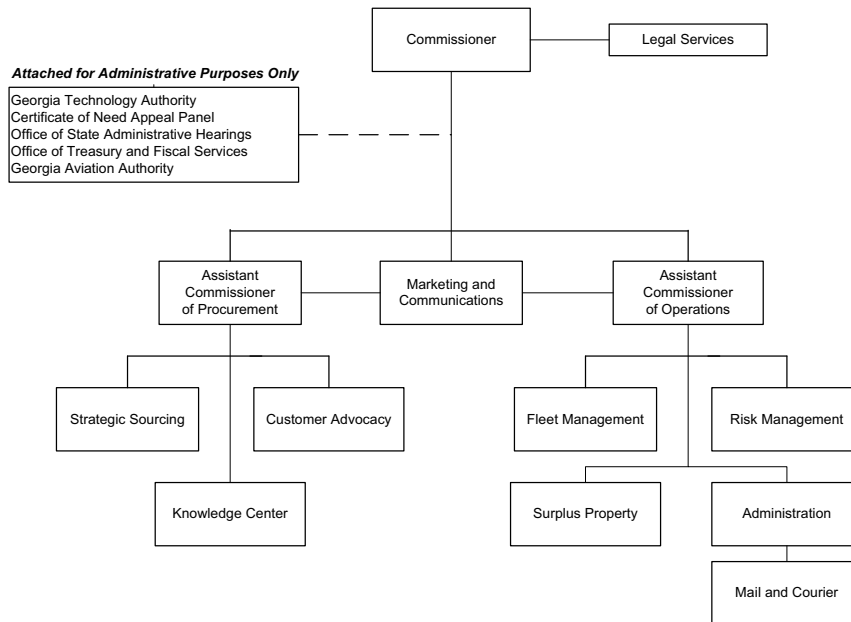 Commissioner
Legal Services
Attached for Administrative Purposes Only
Georgia Technology Authority
Certificate of Need Appeal Panel
Office of State Administrative Hearings
Office of Treasury and Fiscal Services
Georgia Aviation Authority
Assistant
Commissioner
of Procurement
Marketing and
Communications
Assistant
Commissioner
of Operations
Strategic Sourcing
Customer Advocacy
Fleet Management
Risk Management
Knowledge Center
Surplus Property
Administration
Mail and Courier